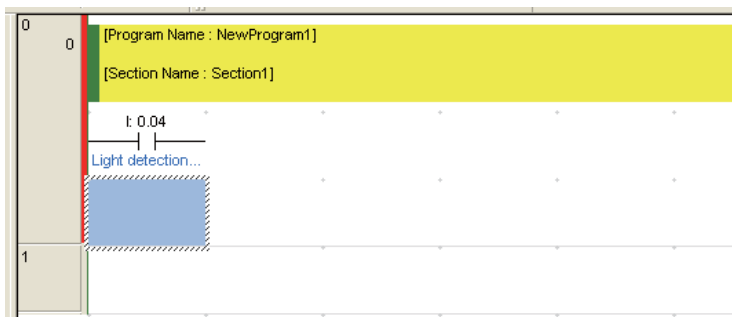 0
0
[Program Name : NewProgram1]
[Section Name : Section1]
I: 0.04
Light detection...
1